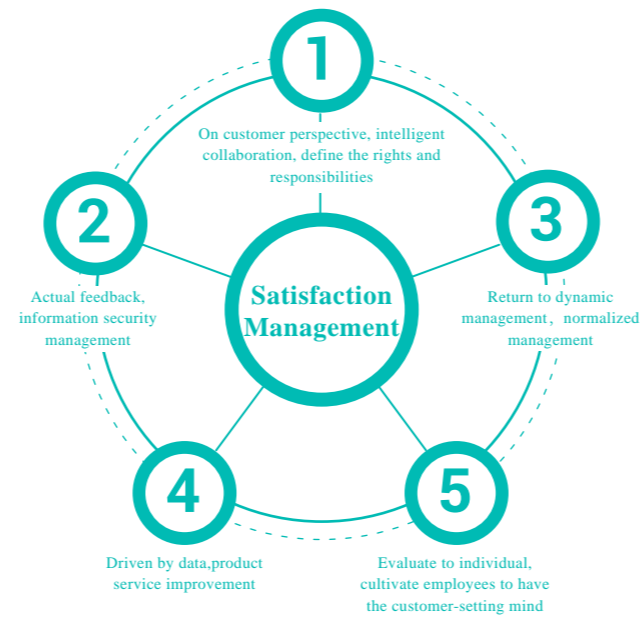 1
On customer perspective, intelligent
collaboration, define the rights and
responsibilities
2
Actual feedback,
information security
management
3
Return to dynamic
management，normalized
management
Satisfaction
Management
4
Driven by data,product
service improvement
5
Evaluate to individual,
cultivate employees to have
the customer-setting mind